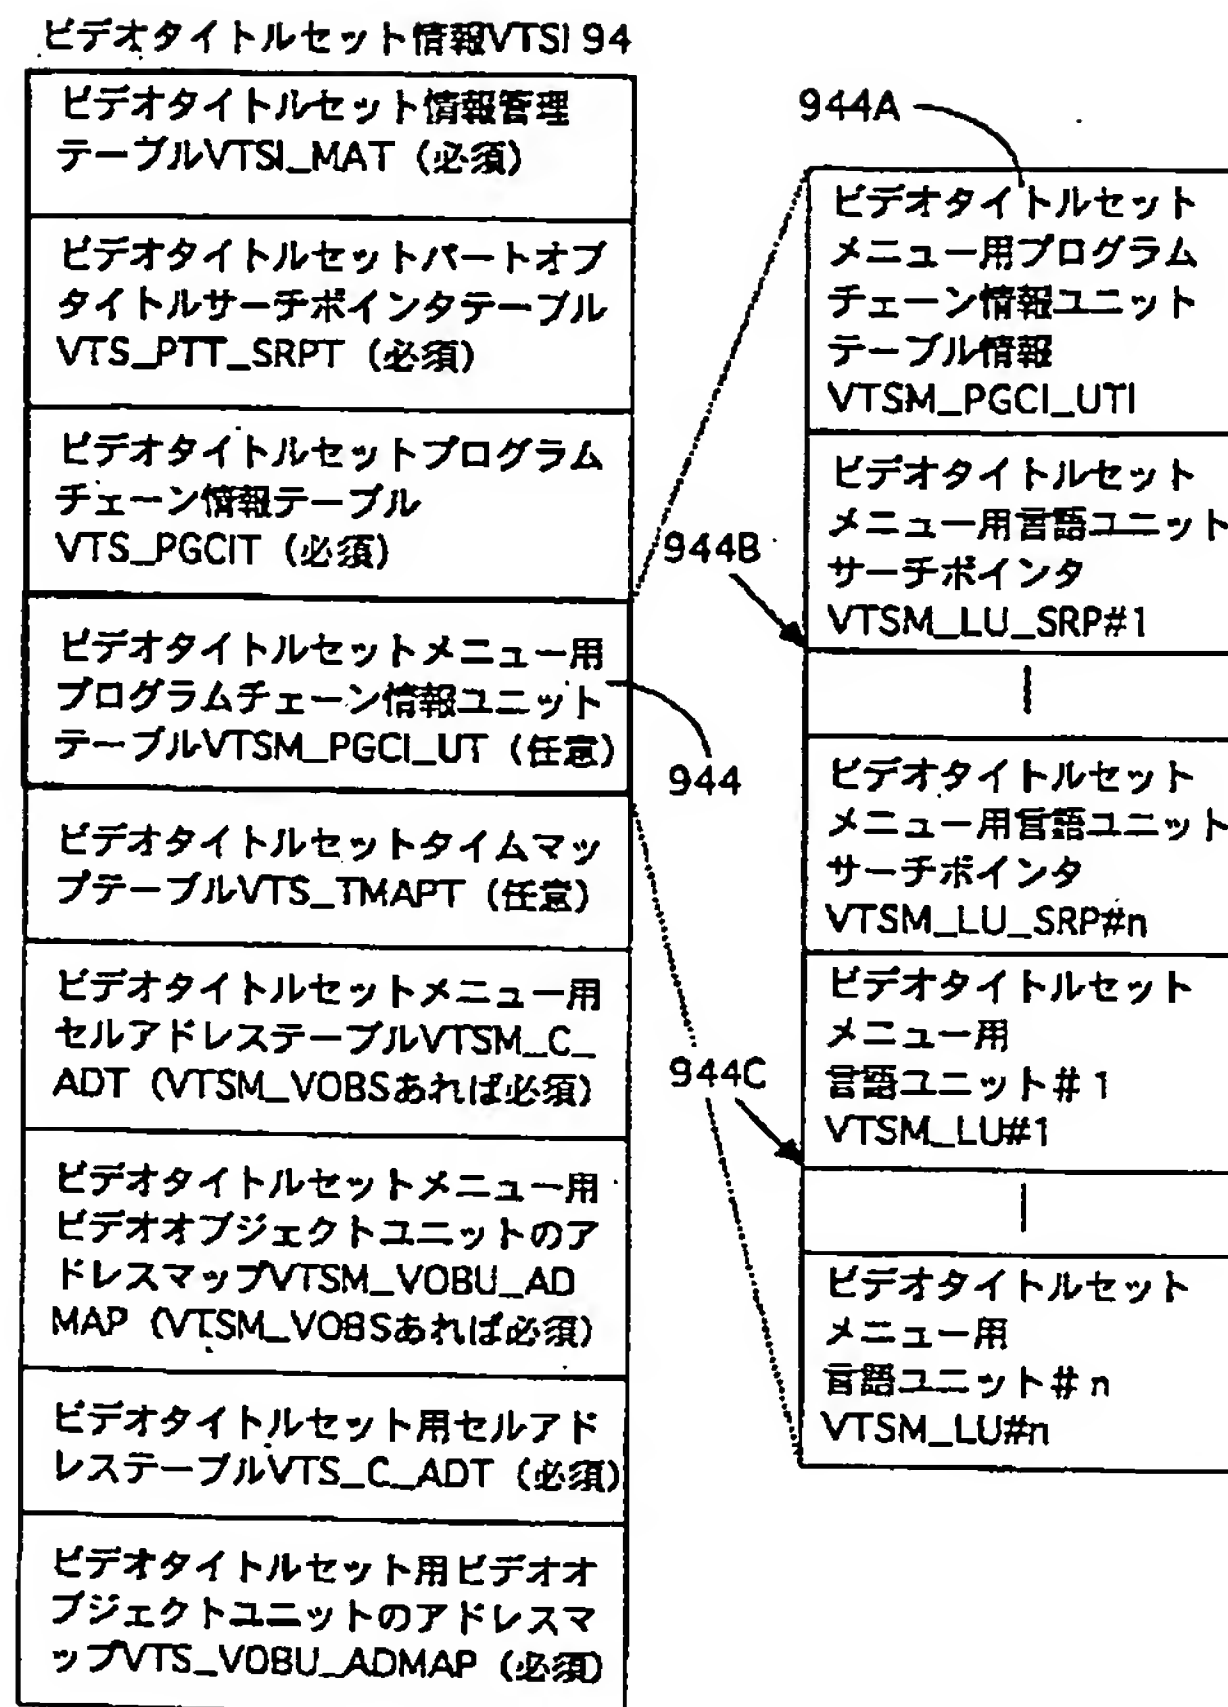 ビデオタイトルセット情報VTSI 94
ビデオタイトルセット情報管理
テーブルVTSI_MAT（必須）
ビデオタイトルセットパートオブ
タイトルサーチポインタテーブル
VTS_PTT_SRPT（必須）
ビデオタイトルセットプログラム
チェーン情報テーブル
VTS_PGCIT（必須）
ビデオタイトルセットメニュー用
プログラムチェーン情報ユニット
テーブルVTSM_PGCI_UT（任意）
ビデオタイトルセットタイムマッ
プテーブルVTS_TMAPT（任意）
ビデオタイトルセットメニュー用
セルアドレステーブルVTSM_C_
ADT（VTSM_VOBSあれば必須）
ビデオタイトルセットメニュー用
ビデオオブジェクトユニットのア
ドレスマップVTSM_VOBU_AD
MAP（VTSM_VOBSあれば必須）
ビデオタイトルセット用セルアド
レステーブルVTS_C_ADT（必須）
ビデオタイトルセット用ビデオオ
ブジェクトユニットのアドレスマ
ップVTS_VOBU_ADMAP（必須）
944
944A
ビデオタイトルセット
メニュー用プログラム
チェーン情報ユニット
テーブル情報
VTSM_PGCI_UTI
944B
ビデオタイトルセット
メニュー用言語ユニット
サーチポインタ
VTSM_LU_SRP#1
ビデオタイトルセット
メニュー用言語ユニット
サーチポインタ
VTSM_LU_SRP#n
944C
ビデオタイトルセット
メニュー用
言語ユニット＃1
VTSM_LU#1
ビデオタイトルセット
メニュー用
言語ユニット＃n
VTSM_LU#n